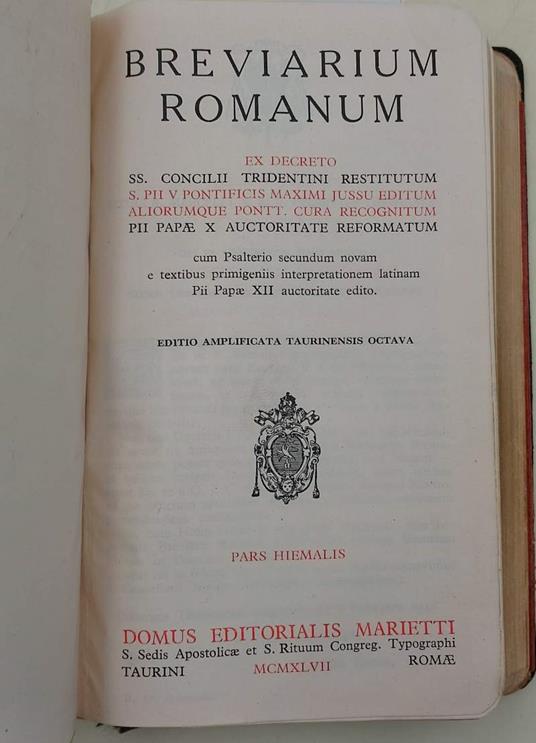 BREVIARIUM
ROMANUM
EX DECRETO
SS. CONCILII TRIDENTINI RESTITUTUM
S. PII V PONTIFICIS MAXIMI JUSSU EDITUM
ALIORUMQUE PONTT. CURA RECOGNITUM
PII PAPÆ X AUCTORITATE REFORMATUM
cum Psalterio secundum novam
e textibus primigeniis interpretationem latinam
Pii Papæ XII auctoritate edito.
EDITIO AMPLIFICATA TAURINENSIS OCTAVA
PARS HIEMALIS
DOMUS EDITORIALIS MARIETTI
S. Sedis Apostolicæ et S. Rituum Congreg. Typographi
TAURINI MCMXLVII ROMÆ